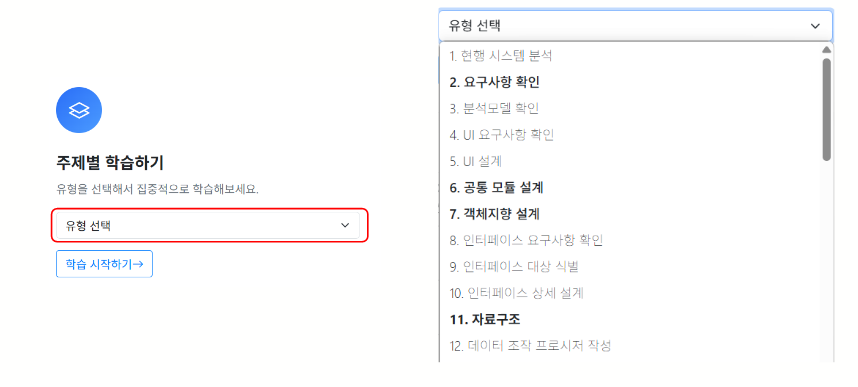 주제별 학습하기
유형을 선택해서 집중적으로 학습해보세요.
유형 선택
학습 시작하기→
유형 선택
1. 현행 시스템 분석
2. 요구사항 확인
3. 분석모델 확인
4. UI 요구사항 확인
5. UI 설계
6. 공통 모듈 설계
7. 객체지향 설계
8. 인터페이스 요구사항 확인
9. 인터페이스 대상 식별
10. 인터페이스 상세 설계
11. 자료구조
12. 데이터 조작 프로시저 작성